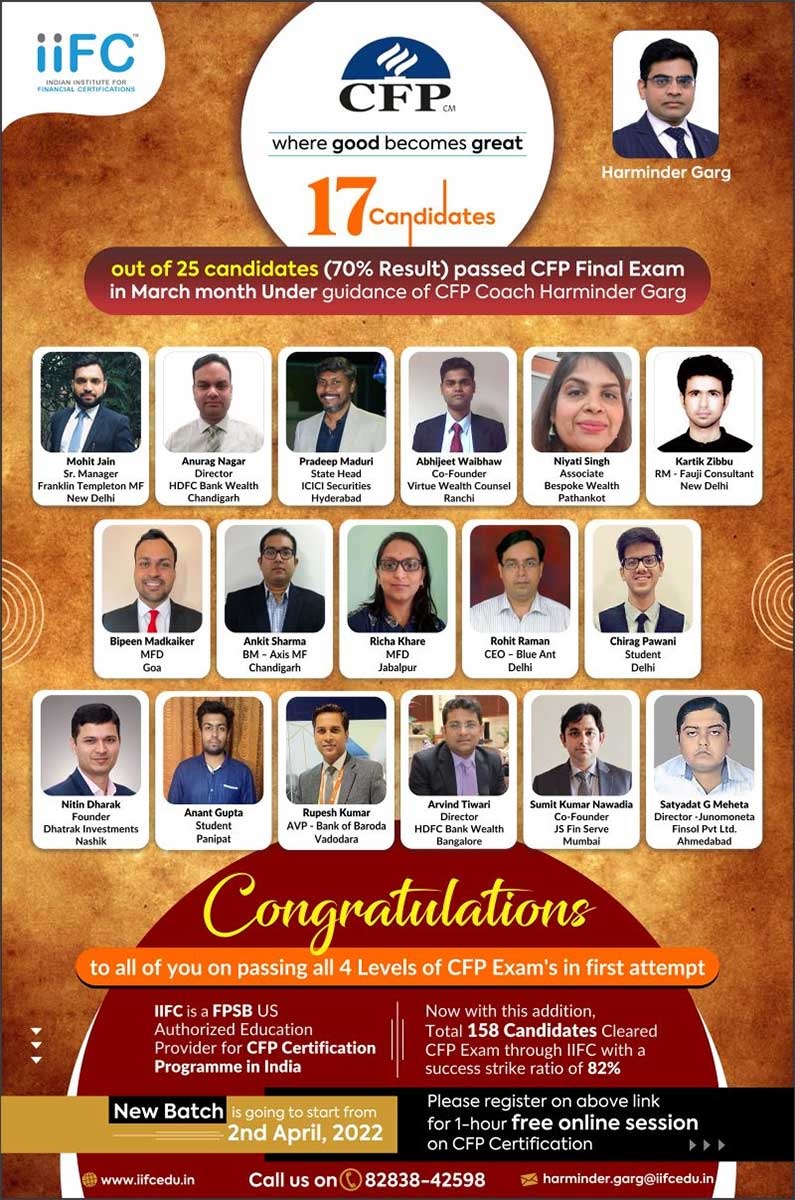 iiFC TM
INDIAN INSTITUTE FOR
FINANCIAL CERTIFICATIONS
CFP CM
where good becomes great
17 Candidates
Harminder Garg
out of 25 candidates (70% Result) passed CFP Final Exam
in March month Under guidance of CFP Coach Harminder Garg
Mohit Jain
Sr. Manager
Franklin Templeton MF
New Delhi
Anurag Nagar
Director
HDFC Bank Wealth
Chandigarh
Pradeep Maduri
State Head
ICICI Securities
Hyderabad
Abhijeet Waibhaw
Co-Founder
Virtue Wealth Counsel
Ranchi
Niyati Singh
Associate
Bespoke Wealth
Pathankot
Kartik Zibbu
RM - Fauji Consultant
New Delhi
Bipeen Madkaiker
MFD
Goa
Ankit Sharma
BM – Axis MF
Chandigarh
Richa Khare
MFD
Jabalpur
Rohit Raman
CEO – Blue Ant
Delhi
Chirag Pawani
Student
Delhi
Nitin Dharak
Founder
Dhatrak Investments
Nashik
Anant Gupta
Student
Panipat
Rupesh Kumar
AVP - Bank of Baroda
Vadodara
Arvind Tiwari
Director
HDFC Bank Wealth
Bangalore
Sumit Kumar Nawadia
Co-Founder
JS Fin Serve
Mumbai
Satyadat G Meheta
Director -Junomoneta
Finsol Pvt Ltd.
Ahmedabad
Congratulations
to all of you on passing all 4 Levels of CFP Exam's in first attempt
IIFC is a FPSB US
Authorized Education
Provider for CFP Certification
Programme in India
Now with this addition,
Total 158 Candidates Cleared
CFP Exam through IIFC with a
success strike ratio of 82%
New Batch is going to start from
2nd April, 2022
Please register on above link
for 1-hour free online session
on CFP Certification
www.iifcedu.in
Call us on 82838-42598
harminder.garg@iifcedu.in